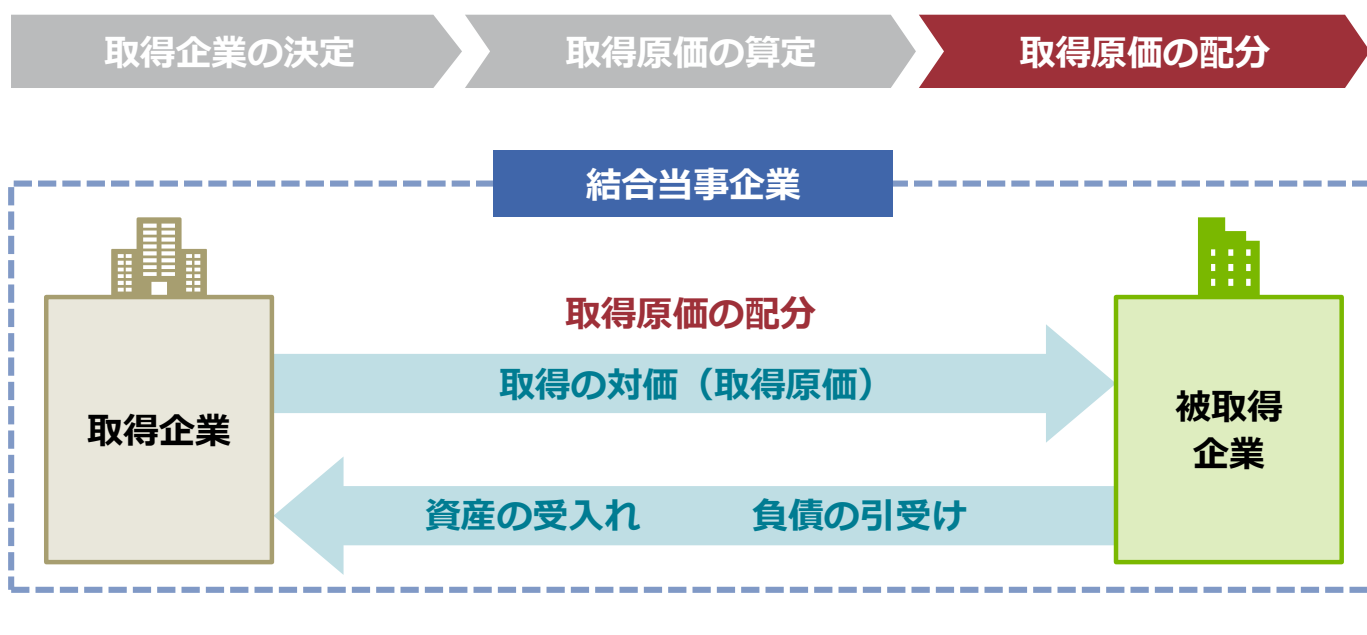 取得企業の決定
取得原価の算定
取得原価の配分
結合当事企業
取得原価の配分
取得の対価（取得原価）
取得企業
被取得
企業
資産の受入れ 負債の引受け